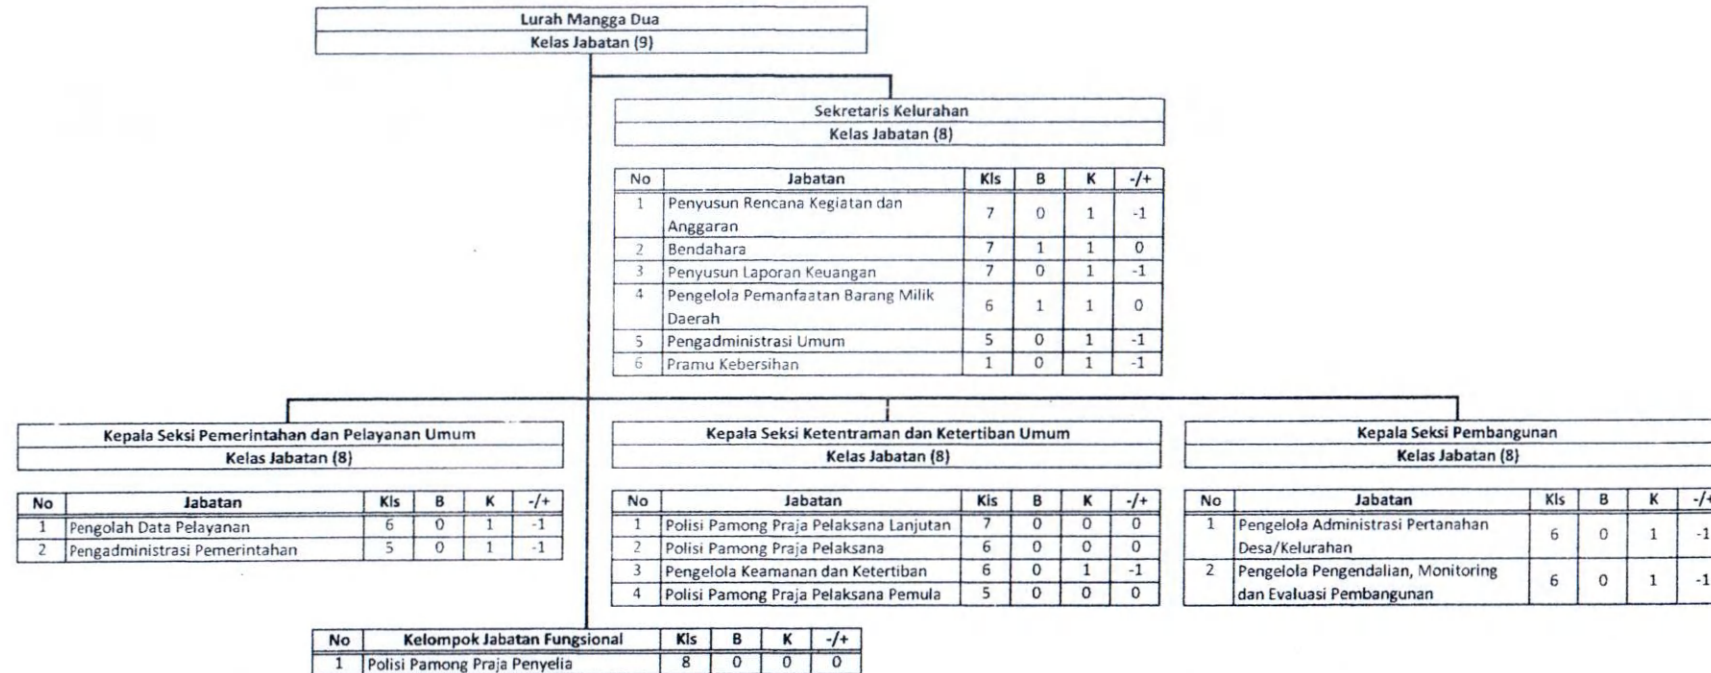 Lurah Mangga Dua
Kelas Jabatan (9)
Sekretaris Kelurahan
Kelas Jabatan (8)
No Jabatan Kls B K -/+
1 Penyusun Rencana Kegiatan dan
Anggaran 7 0 1 -1
2 Bendahara 7 1 1 0
3 Penyusun Laporan Keuangan 7 0 1 -1
4 Pengelola Pemanfaatan Barang Milik
Daerah 6 1 1 0
5 Pengadministrasi Umum 5 0 1 -1
6 Pramu Kebersihan 1 0 1 -1
Kepala Seksi Pemerintahan dan Pelayanan Umum
Kelas Jabatan (8)
No Jabatan Kls B K -/+
1 Pengolah Data Pelayanan 6 0 1 -1
2 Pengadministrasi Pemerintahan 5 0 1 -1
Kepala Seksi Ketentraman dan Ketertiban Umum
Kelas Jabatan (8)
No Jabatan Kls B K -/+
1 Polisi Pamong Praja Pelaksana Lanjutan 7 0 0 0
2 Polisi Pamong Praja Pelaksana 6 0 0 0
3 Pengelola Keamanan dan Ketertiban 6 0 1 -1
4 Polisi Pamong Praja Pelaksana Pemula 5 0 0 0
Kepala Seksi Pembangunan
Kelas Jabatan (8)
No Jabatan Kls B K -/+
1 Pengelola Administrasi Pertanahan
Desa/Kelurahan 6 0 1 -1
2 Pengelola Pengendalian, Monitoring
dan Evaluasi Pembangunan 6 0 1 -1
No Kelompok Jabatan Fungsional Kls B K -/+
1 Polisi Pamong Praja Penyelia 8 0 0 0